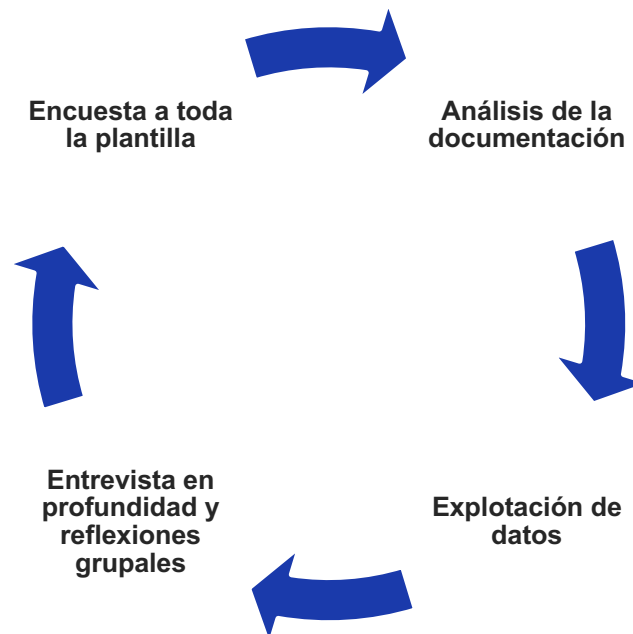 Encuesta a toda
la plantilla
Análisis de la
documentación
Entrevista en
profundidad y
reflexiones
grupales
Explotación de
datos